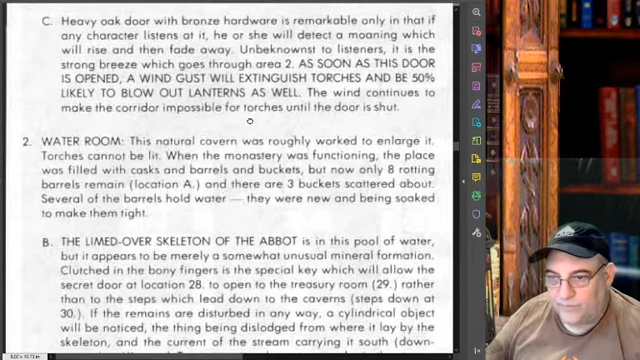 C. Heavy oak door with bronze hardware is remarkable only in that if
any character listens at it, he or she will detect a moaning which
will rise and then fade away. Unbeknownst to listeners, it is the
strong breeze which goes through area 2. AS SOON AS THIS DOOR
IS OPENED, A WIND GUST WILL EXTINGUISH TORCHES AND BE 50%
LIKELY TO BLOW OUT LANTERNS AS WELL. The wind continues to
make the corridor impossible for torches until the door is shut.
2. WATER ROOM: This natural cavern was roughly worked to enlarge it.
Torches cannot be lit. When the monastery was functioning, the place
was filled with casks and barrels and buckets, but now only 8 rotting
barrels remain (location A.) and there are 3 buckets scattered about.
Several of the barrels hold water — they were new and being soaked
to make them tight.
B. THE LIMED-OVER SKELETON OF THE ABBOT is in this pool of water,
but it appears to be merely a somewhat unusual mineral formation.
Clutched in the bony fingers is the special key which will allow the
secret door at location 28. to open to the treasury room (29.) rather
than to the steps which lead down to the caverns (steps down at
30.). If the remains are disturbed in any way, a cylindrical object
will be noticed, the thing being dislodged from where it lay by the
skeleton, and the current of the stream carrying it south (down-